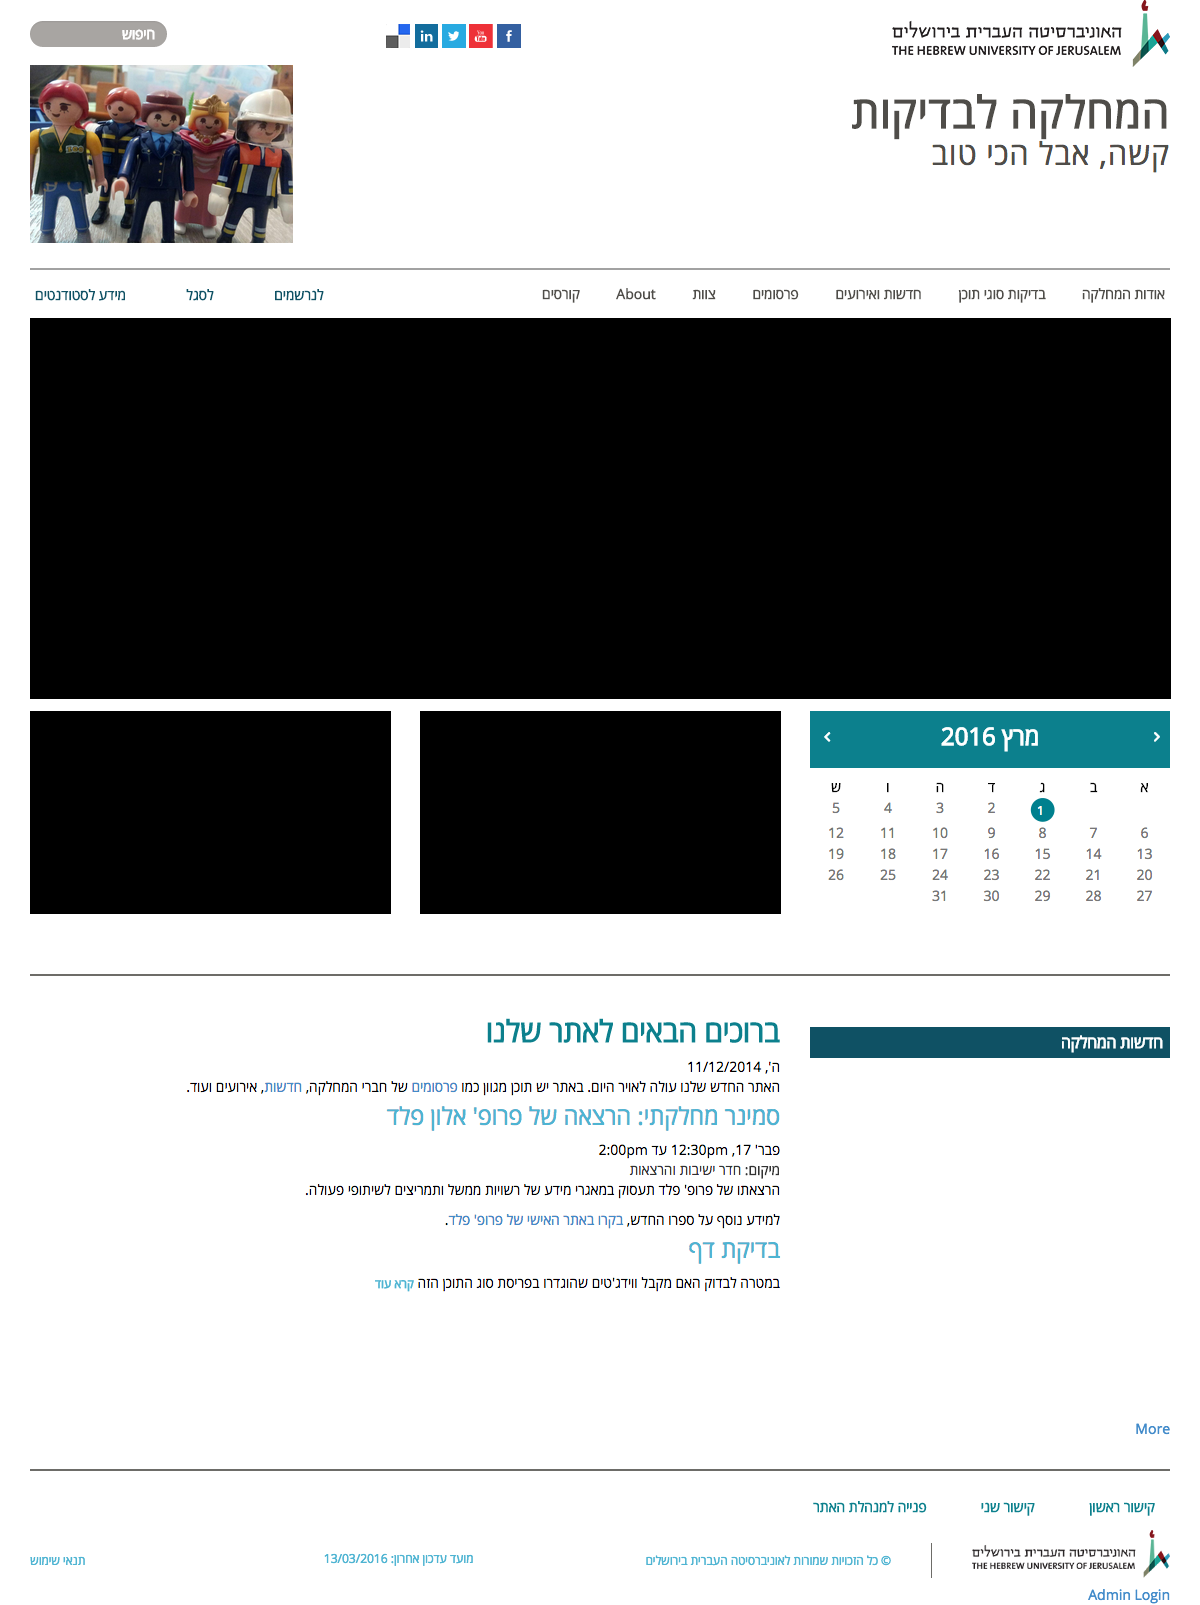 האוניברסיטה העברית בירושלים
THE HEBREW UNIVERSITY OF JERUSALEM
in
You
f
חיפוש
המחלקה לבדיקות
קשה, אבל הכי טוב
אודות המחלקה בדיקות סוגי תוכן חדשות ואירועים פרסומים צוות About קורסים
לנרשמים לסגל מידע לסטודנטים
מרץ 2016
א ב ג ד ה ו ש
1 2 3 4 5
6 7 8 9 10 11 12
13 14 15 16 17 18 19
20 21 22 23 24 25 26
27 28 29 30 31
חדשות המחלקה
ברוכים הבאים לאתר שלנו
ה', 11/12/2014
האתר החדש שלנו עולה לאויר היום. באתר יש תוכן מגוון כמו פרסומים של חברי המחלקה, חדשות, אירועים ועוד.
סמינר מחלקתי: הרצאה של פרופ' אלון פלד
פבר' 17, 12:30pm עד 2:00pm
מיקום: חדר ישיבות והרצאות
הרצאתו של פרופ' פלד תעסוק במאגרי מידע של רשויות ממשל ותמריצים לשיתופי פעולה.
למידע נוסף על ספרו החדש, בקרו באתר האישי של פרופ' פלד.
בדיקת דף
במטרה לבדוק האם מקבל ווידג'טים שהוגדרו בפריסת סוג התוכן הזה קרא עוד
More
קישור ראשון קישור שני פנייה למנהלת האתר
האוניברסיטה העברית בירושלים
THE HEBREW UNIVERSITY OF JERUSALEM
© כל הזכויות שמורות לאוניברסיטה העברית בירושלים
מועד עדכון אחרון: 13/03/2016
תנאי שימוש
Admin Login